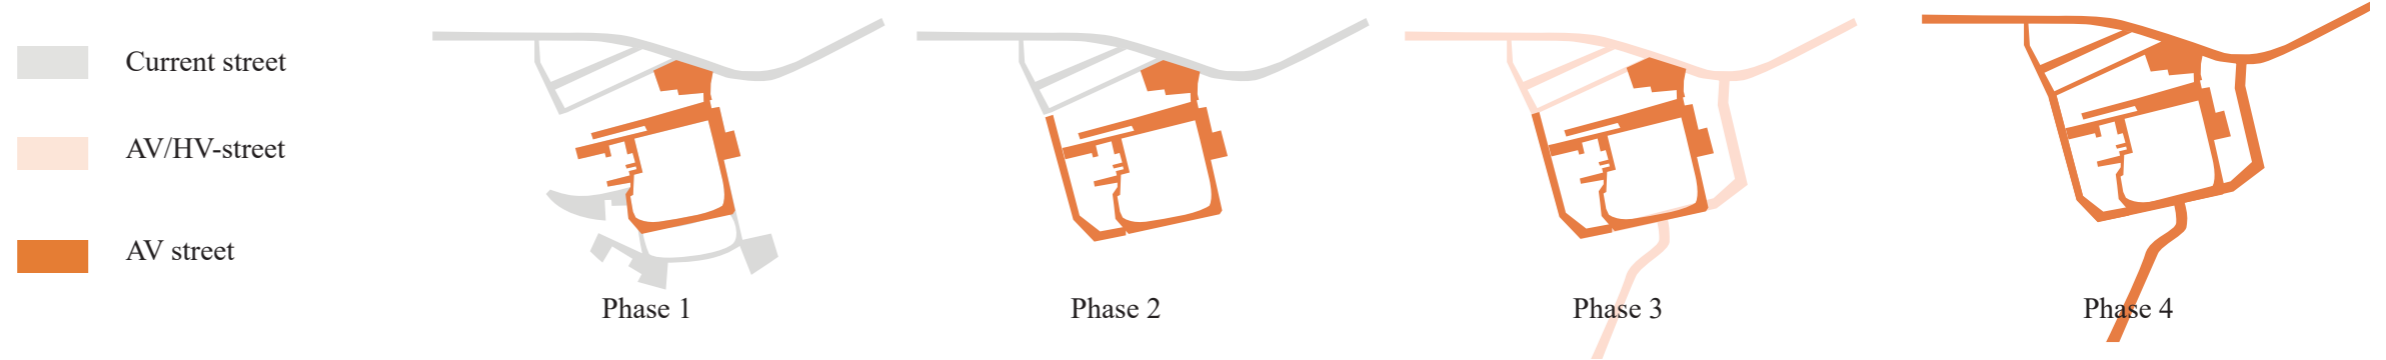 Current street
AV/HV-street
AV street
Phase 1
Phase 2
Phase 3
Phase 4